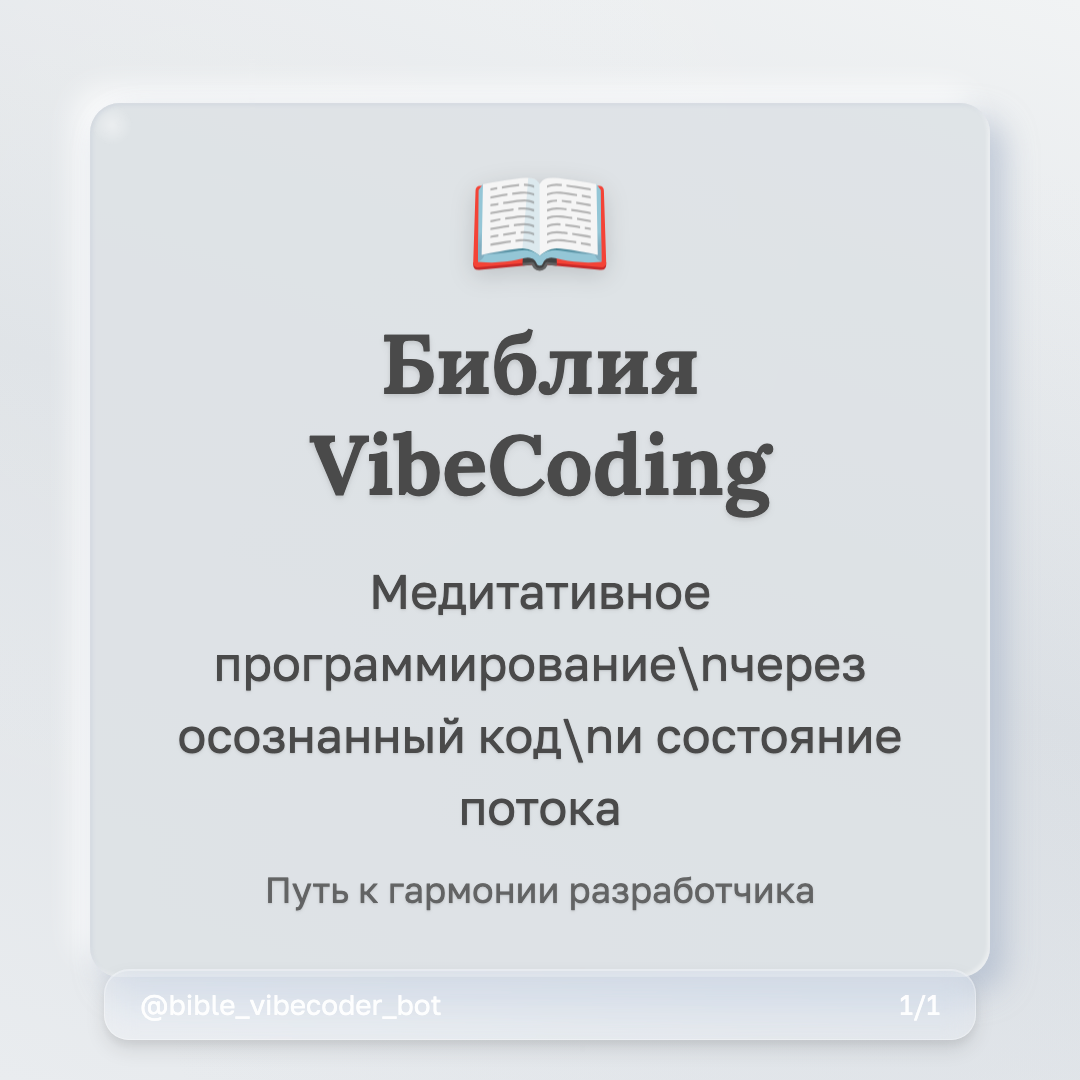 Библия
VibeCoding
Медитативное
программирование\nчерез
осознанный код\nи состояние
потока
Путь к гармонии разработчика
@bible_vibecoder_bot 1/1